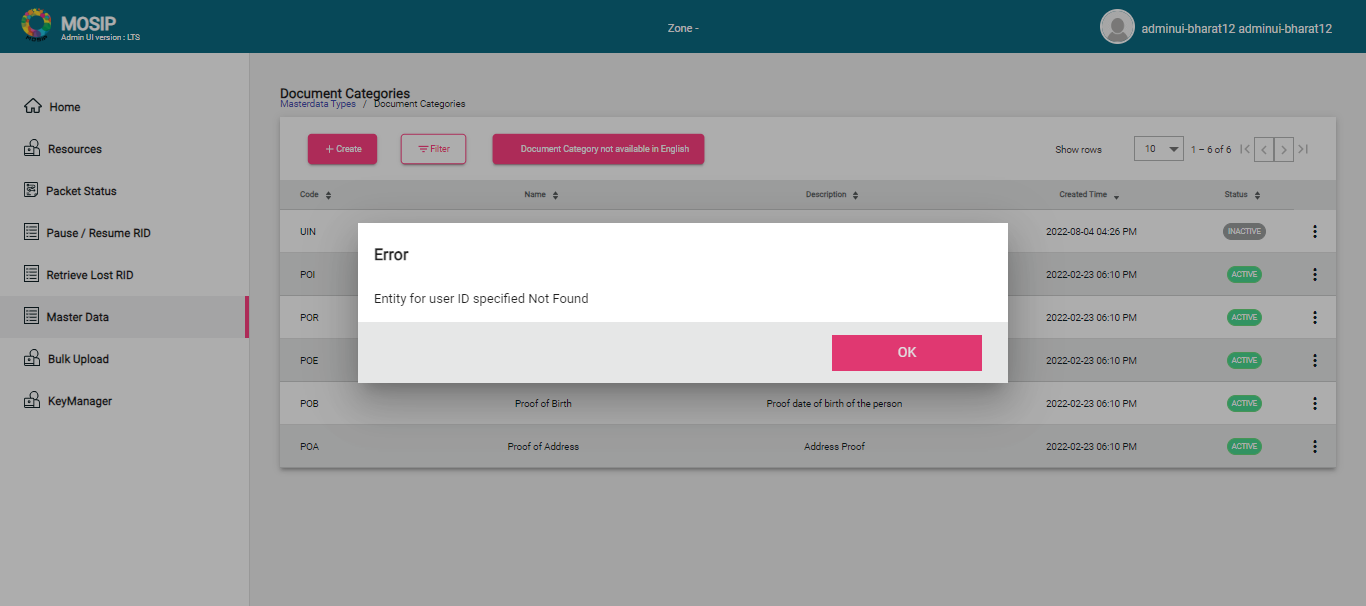 MOSIP
Admin UI version : LTS
Zone -
adminui-bharat12 adminui-bharat12
Home
Resources
Packet Status
Pause / Resume RID
Retrieve Lost RID
Master Data
Bulk Upload
KeyManager
Document Categories
Masterdata Types / Document Categories
+ Create
Filter
Document Category not available in English
Show rows
10
1 – 6 of 6
Code Name Description Created Time Status
UIN 2022-08-04 04:26 PM INACTIVE
POI 2022-02-23 06:10 PM ACTIVE
POR 2022-02-23 06:10 PM ACTIVE
POE 2022-02-23 06:10 PM ACTIVE
POB Proof of Birth Proof date of birth of the person 2022-02-23 06:10 PM ACTIVE
POA Proof of Address Address Proof 2022-02-23 06:10 PM ACTIVE
Error
Entity for user ID specified Not Found
OK